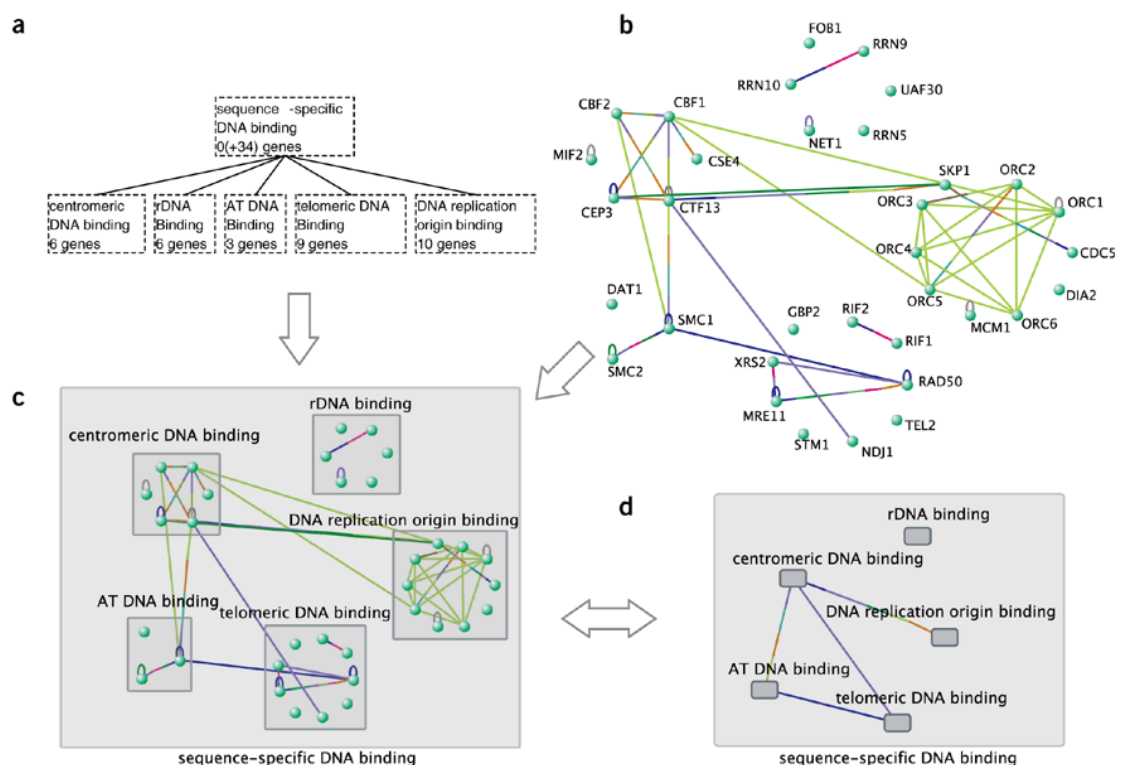 a
sequence -specific
DNA binding
0(+34) genes
centromeric
DNA binding
6 genes
rDNA
Binding
6 genes
AT DNA
Binding
3 genes
telomeric DNA
Binding
9 genes
DNA replication
origin binding
10 genes
b
FOB1
RRN9
RRN10
UAF30
CBF2
CBF1
NET1
RRN5
MIF2
CSE4
SKP1
ORC2
CEP3
CTF13
ORC3
ORC1
ORC4
CDC5
ORC5
DIA2
MCM1
ORC6
DAT1
SMC1
GBP2
RIF2
RIF1
SMC2
XRS2
RAD50
MRE11
TEL2
STM1
NDJ1
c
rDNA binding
centromeric DNA binding
DNA replication origin binding
AT DNA binding
telomeric DNA binding
sequence-specific DNA binding
d
rDNA binding
centromeric DNA binding
DNA replication origin binding
AT DNA binding
telomeric DNA binding
sequence-specific DNA binding